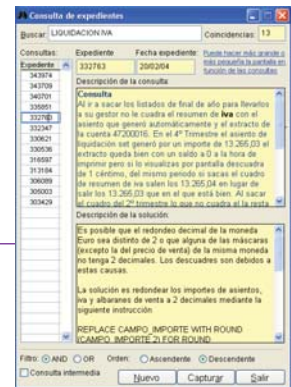 Consulta de expedientes
Buscar: LIQUIDACION IVA
Coincidencias: 13
Consultas: Expediente Fecha expediente: Puede hacer más grande o
más pequeña la pantalla en
función de las consultas
Expediente 332763 20/02/04
343974
343709
340701
335851
332763
332347
330621
330536
316597
313184
306089
305003
303429
Descripción de la consulta:
Consulta
Al ir a sacar los listados de final de año para llevarlos
a su gestor no le cuadra el resumen de iva con el
asiento que generó automáticamente y el extracto de
la cuenta 47200016. En el 4º Trimestre el asiento de
liquidación set generó por un importe de 13.265,03 el
extracto queda bien con un saldo a 0 a la hora de
imprimir pero si lo visualizas por pantalla descuadra
de 1 céntimo, del mismo periodo si sacas el cuadro
de resumen de iva salen los 13.265,04 en lugar de
salir los 13.265,03 que en el que está bien. Al sacar
el cuadro del 2º trimestre lo que no cuadra el la resta
Descripción de la solución:
Es posible que el redondeo decimal de la moneda
Euro sea distinto de 2 o que alguna de las máscaras
(excepto la del precio de venta) de la misma moneda
no tenga 2 decimales. Los descuadres son debidos a
estas causas.
La solución es redondear los importes de asientos,
iva y albaranes de venta a 2 decimales mediante la
siguiente instrucción
REPLACE CAMPO_IMPORTE WITH ROUND
(CAMPO_IMPORTE,2) FOR ROUND
Filtro: AND OR Orden: Ascendente Descendente
Consulta intermedia
Nuevo Capturar Salir